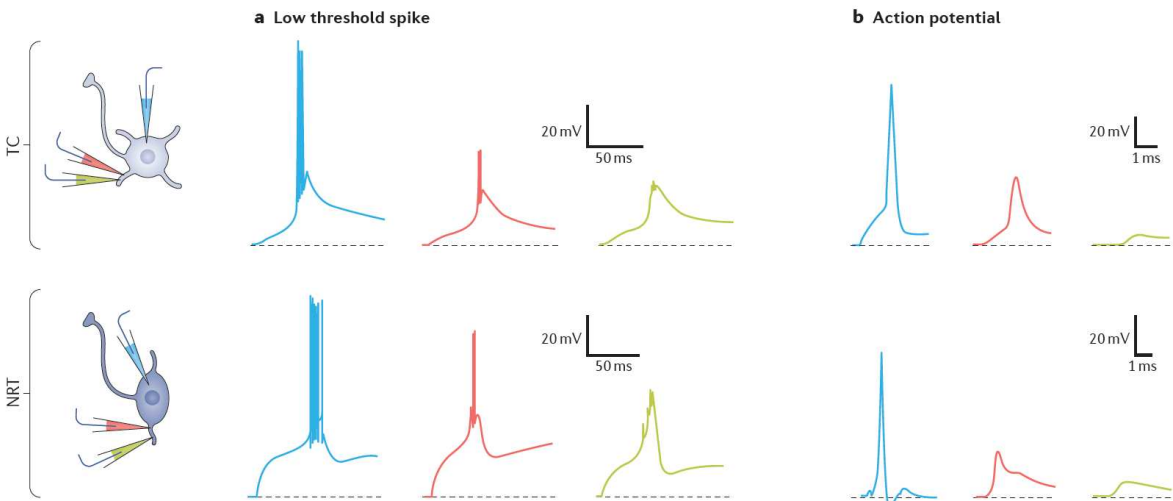 a Low threshold spike
b Action potential
TC
20 mV
50 ms
20 mV
1 ms
NRT
20 mV
50 ms
20 mV
1 ms